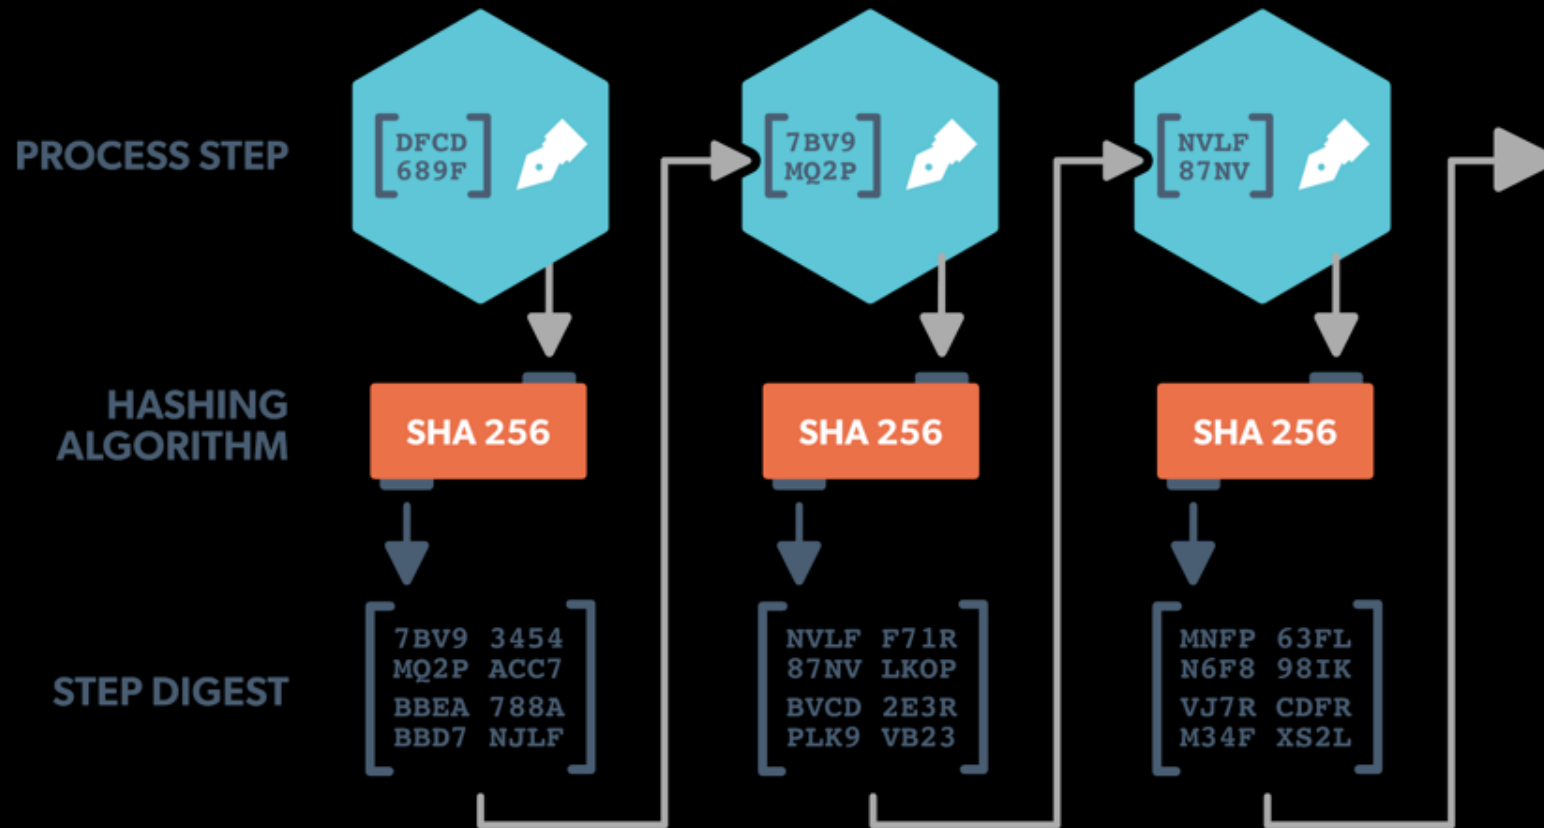 PROCESS STEP
DFCD
689F
7BV9
MQ2P
NVLF
87NV
HASHING
ALGORITHM
SHA 256
SHA 256
SHA 256
STEP DIGEST
7BV9 3454
MQ2P ACC7
BBEA 788A
BBD7 NJLF
NVLF F71R
87NV LKOP
BVCD 2E3R
PLK9 VB23
MNFP 63FL
N6F8 98IK
VJ7R CDFR
M34F XS2L